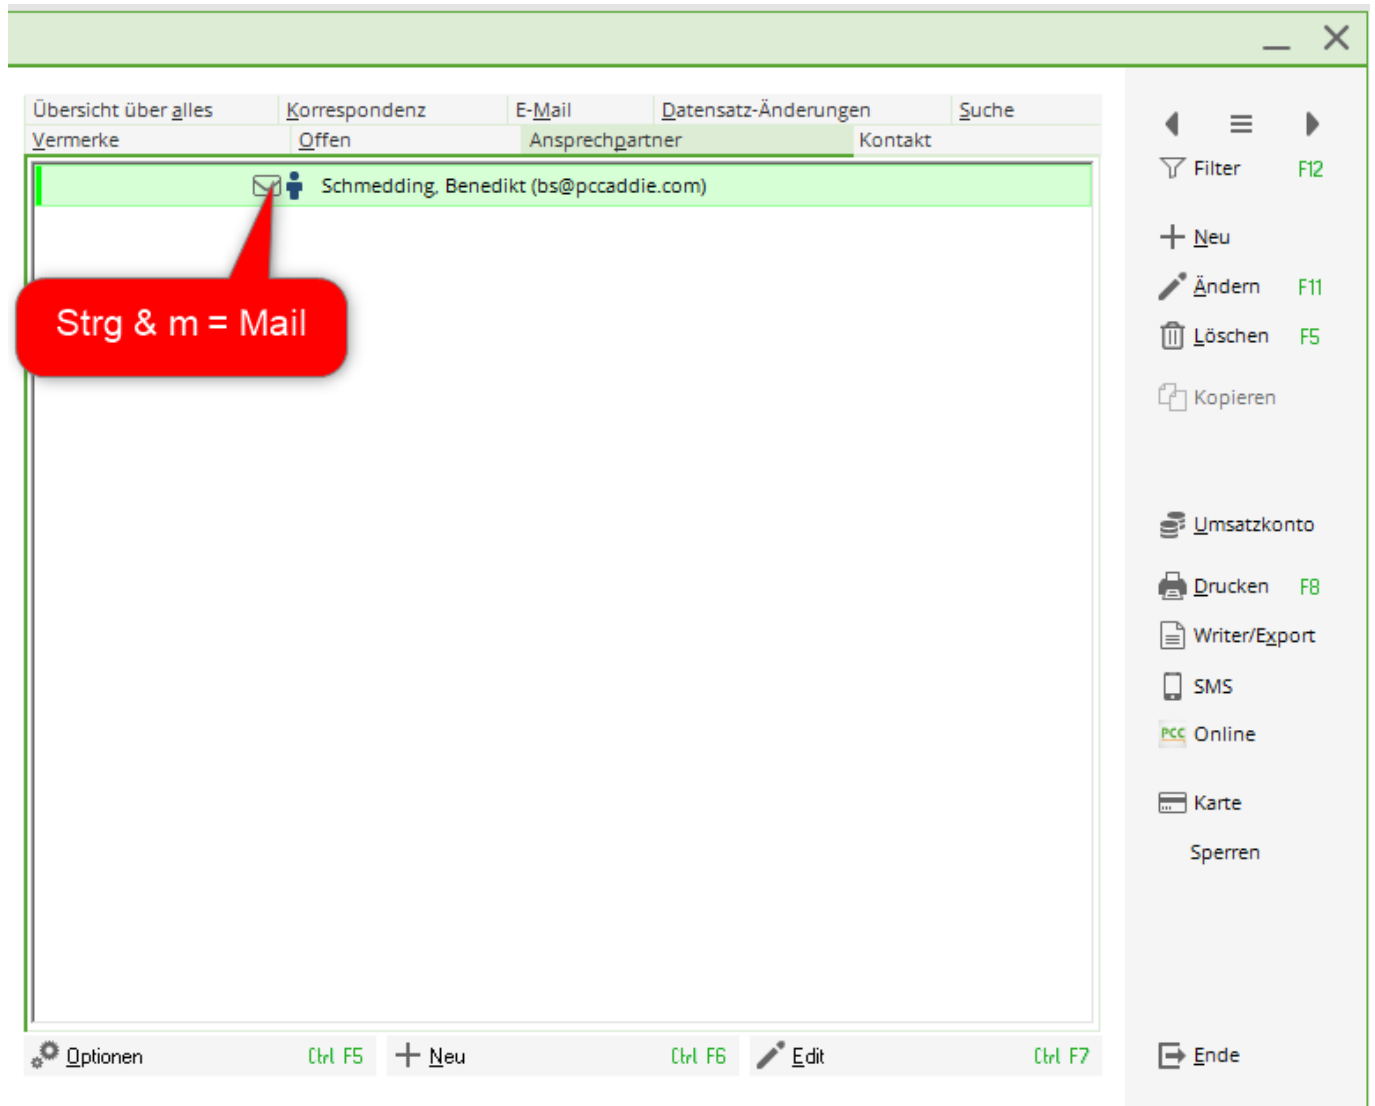 Übersicht über alles Korrespondenz E-Mail Datensatz-Änderungen Suche
Vermerke Offen Ansprechpartner Kontakt
Schmedding, Benedikt (bs@pccaddie.com)
Strg & m = Mail
Filter F12
Neu
Ändern F11
Löschen F5
Kopieren
Umsatzkonto
Drucken F8
Writer/Export
SMS
PCC Online
Karte
Sperren
Optionen Ctrl F5 Neu Ctrl F6 Edit Ctrl F7
Ende